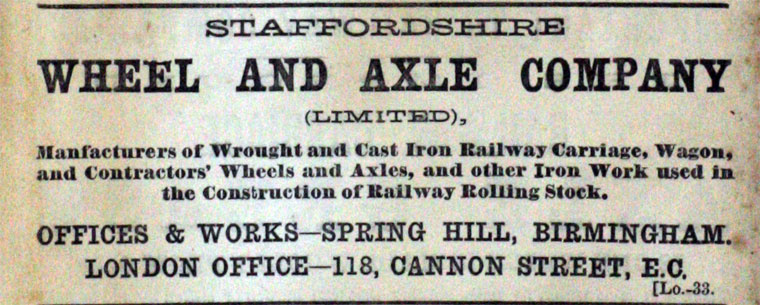 STAFFORDSHIRE
WHEEL AND AXLE COMPANY
(LIMITED),
Manfacturers of Wrought and Cast Iron Railway Carriage, Wagon,
and Contractors' Wheels and Axles, and other Iron Work used in
the Construction of Railway Rolling Stock.
OFFICES & WORKS—SPRING HILL, BIRMINGHAM.
LONDON OFFICE—118, CANNON STREET, E.C.
[Lo.-33.